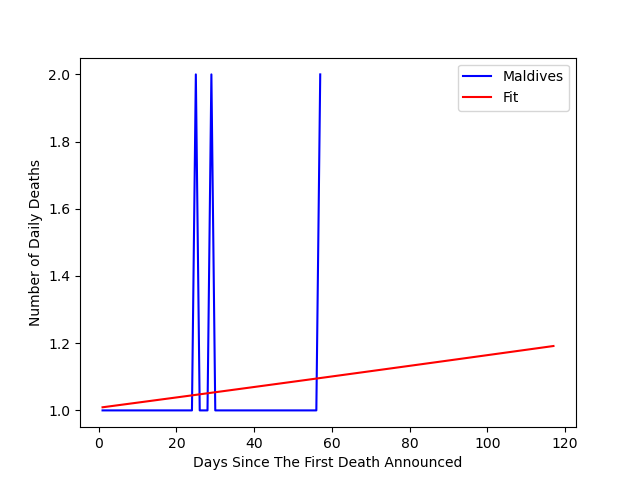 Maldives
Fit
2.0
1.8
1.6
1.4
1.2
1.0
Number of Daily Deaths
0 20 40 60 80 100 120
Days Since The First Death Announced